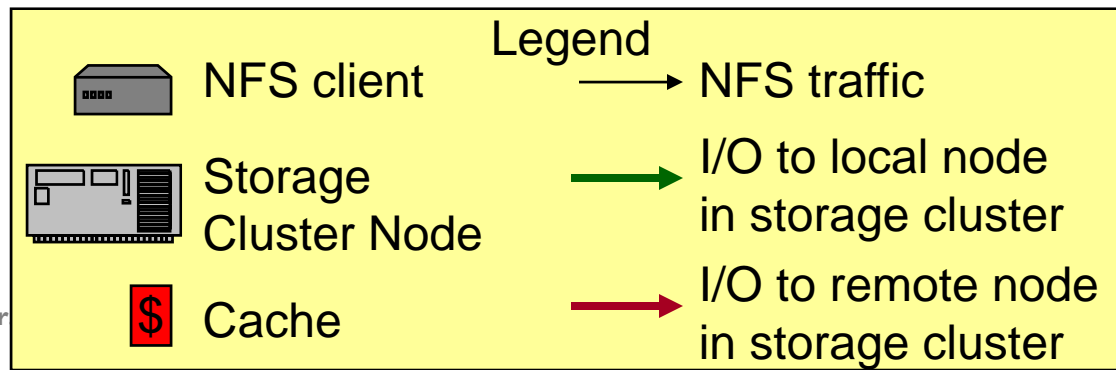 Legend
NFS client
NFS traffic
Storage
Cluster Node
I/O to local node
in storage cluster
$
Cache
I/O to remote node
in storage cluster
r